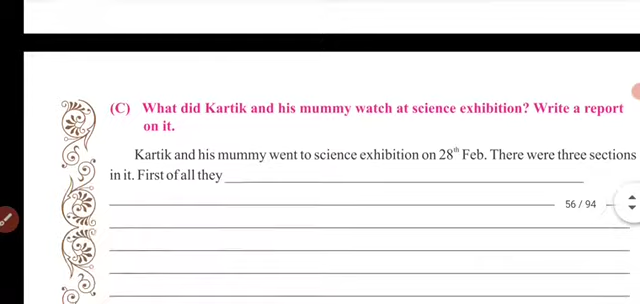 (C) What did Kartik and his mummy watch at science exhibition? Write a report
on it.
Kartik and his mummy went to science exhibition on 28th Feb. There were three sections
in it. First of all they
56 / 94